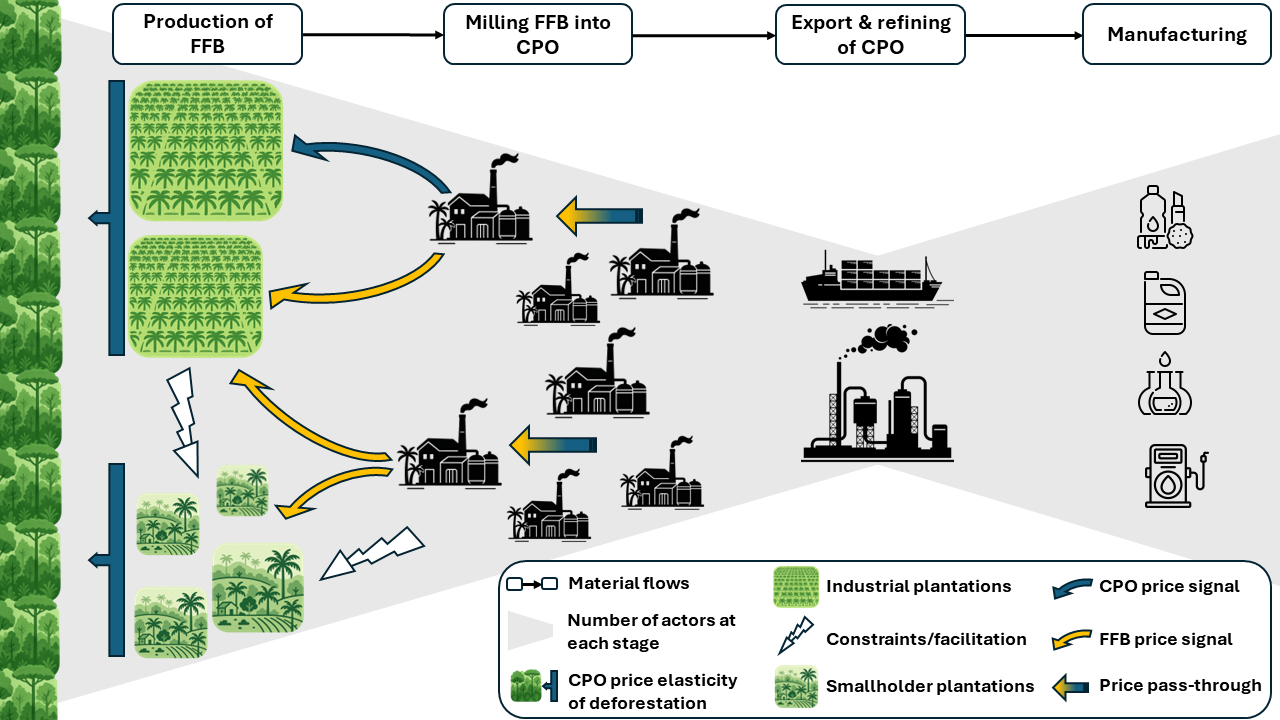 Production of
FFB
Milling FFB into
CPO
Export & refining
of CPO
Manufacturing
Material flows
Number of actors at
each stage
CPO price elasticity
of deforestation
Industrial plantations
Constraints/facilitation
Smallholder plantations
CPO price signal
FFB price signal
Price pass-through